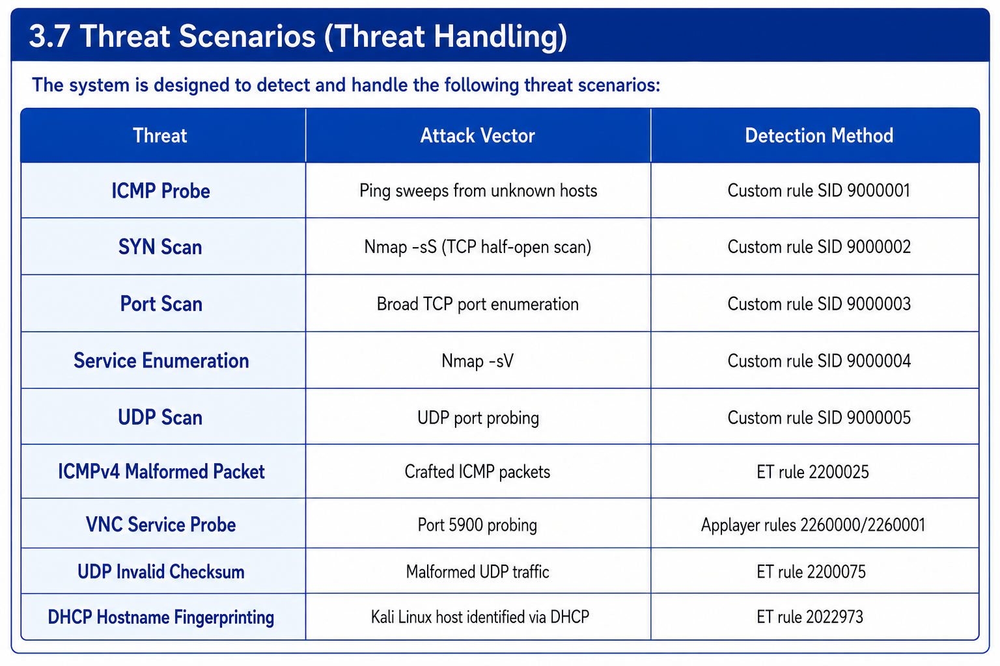 3.7 Threat Scenarios (Threat Handling)
The system is designed to detect and handle the following threat scenarios:
Threat Attack Vector Detection Method
ICMP Probe Ping sweeps from unknown hosts Custom rule SID 9000001
SYN Scan Nmap -sS (TCP half-open scan) Custom rule SID 9000002
Port Scan Broad TCP port enumeration Custom rule SID 9000003
Service Enumeration Nmap -sV Custom rule SID 9000004
UDP Scan UDP port probing Custom rule SID 9000005
ICMPv4 Malformed Packet Crafted ICMP packets ET rule 2200025
VNC Service Probe Port 5900 probing Applayer rules 2260000/2260001
UDP Invalid Checksum Malformed UDP traffic ET rule 2200075
DHCP Hostname Fingerprinting Kali Linux host identified via DHCP ET rule 2022973